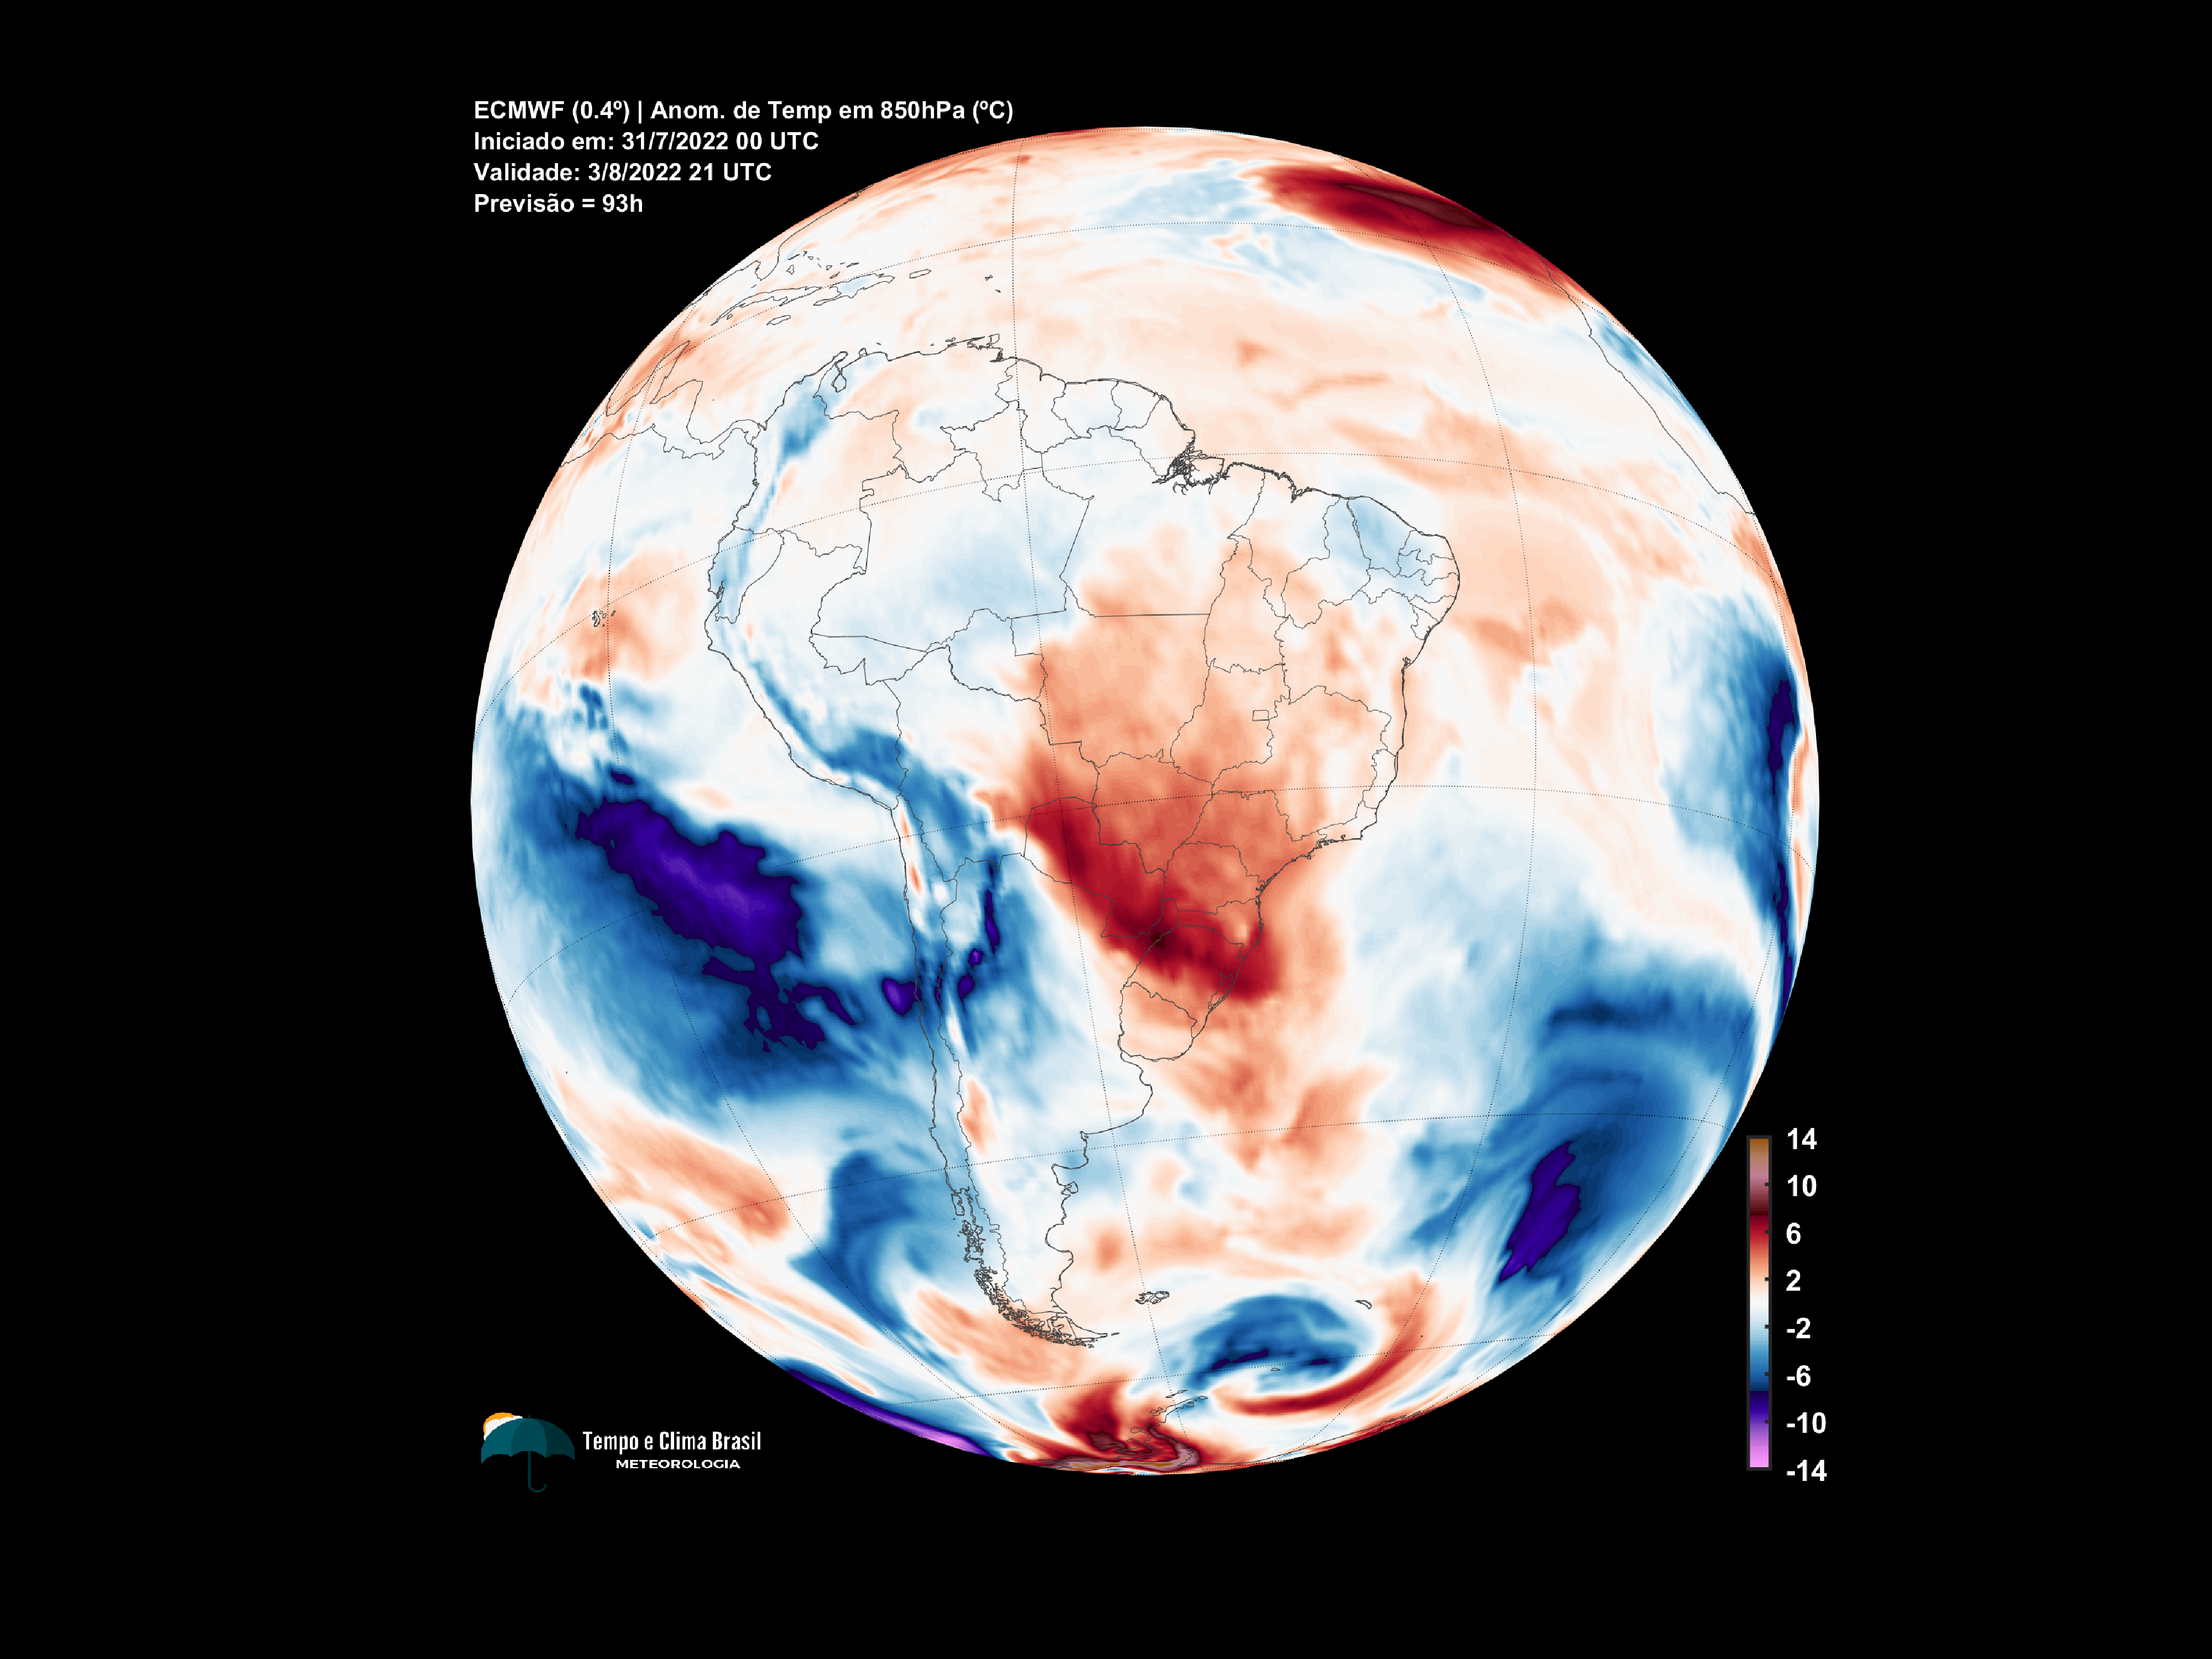 ECMWF (0.4º) | Anom. de Temp em 850hPa (ºC)
Iniciado em: 31/7/2022 00 UTC
Validade: 3/8/2022 21 UTC
Previsão = 93h
14
10
6
2
-2
-6
-10
-14
Tempo e Clima Brasil
METEOROLOGIA